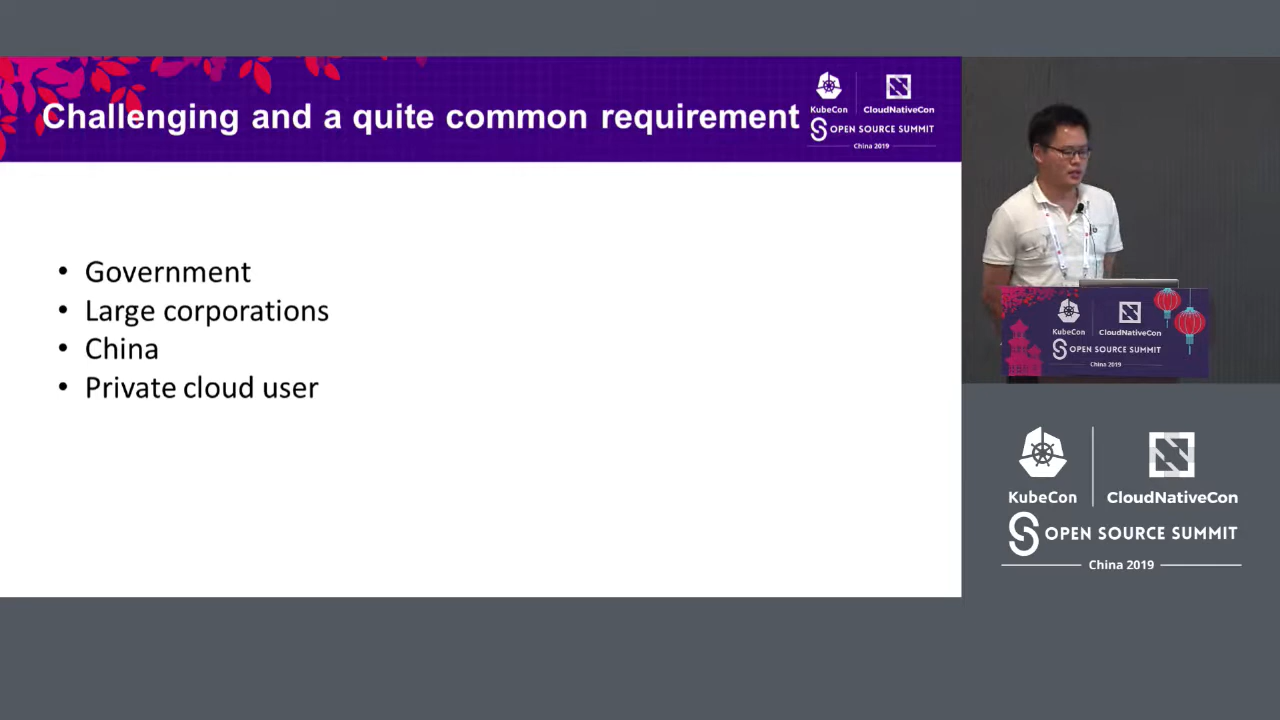 Challenging and a quite common requirement
KubeCon
CloudNativeCon
OPEN SOURCE SUMMIT
China 2019
• Government
• Large corporations
• China
• Private cloud user
KubeCon
CloudNativeCon
OPEN SOURCE SUMMIT
China 2019
KubeCon
CloudNativeCon
OPEN SOURCE SUMMIT
China 2019